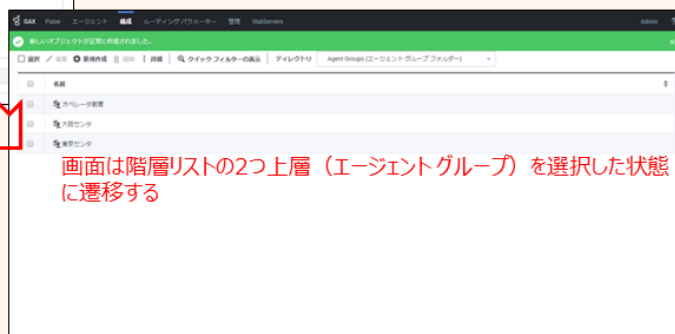 GAX Pulse エージェント 構成 ルーティングパラメーター 管理 StatServers Admin ?
新しいオブジェクトが正常に作成されました。 ×
選択 編集 新規作成 削除 詳細 クイックフィルターの表示 ディレクトリ Agent Groups (エージェント グループ フォルダー)
名前
オペレータ教育
大阪センタ
東京センタ
画面は階層リストの2つ上層（エージェントグループ）を選択した状態
に遷移する